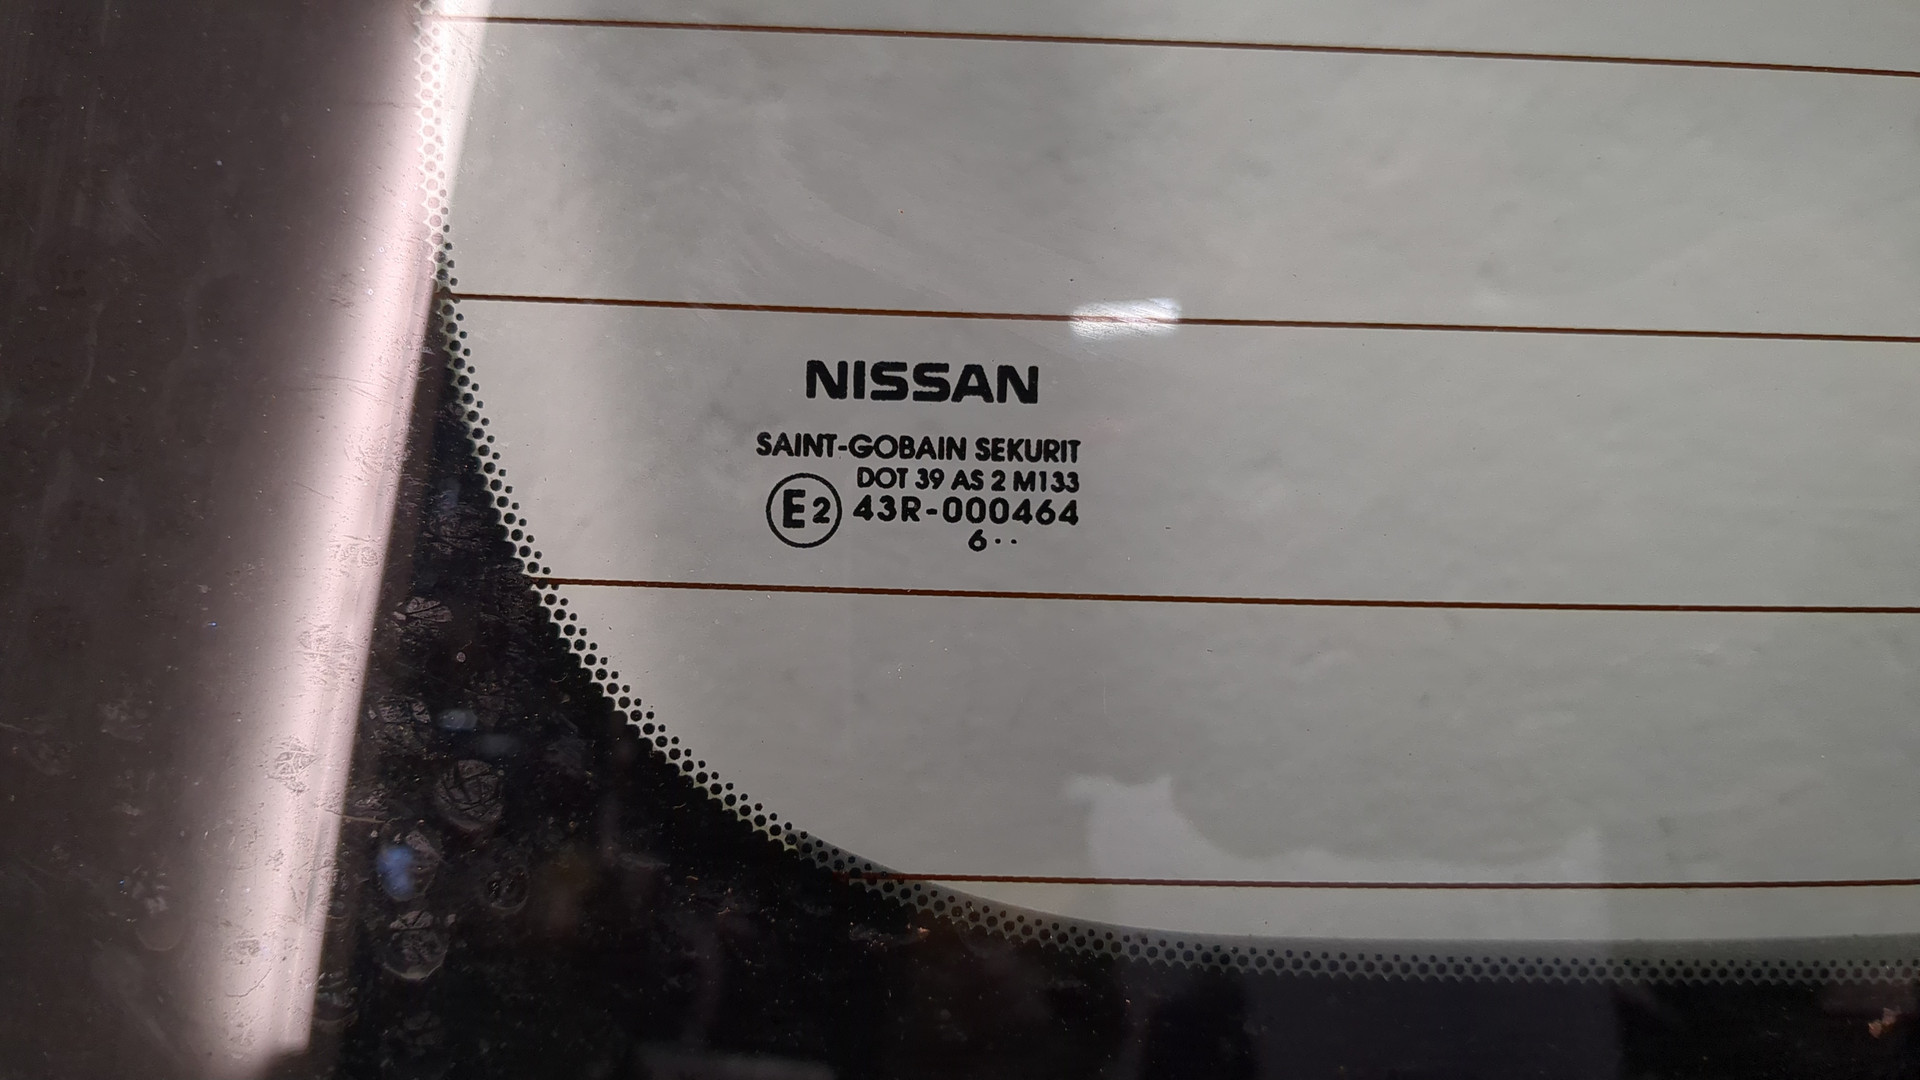 NISSAN
SAINT-GOBAIN SEKURIT
DOT 39 AS 2 M133
E2 43R-000464
6··